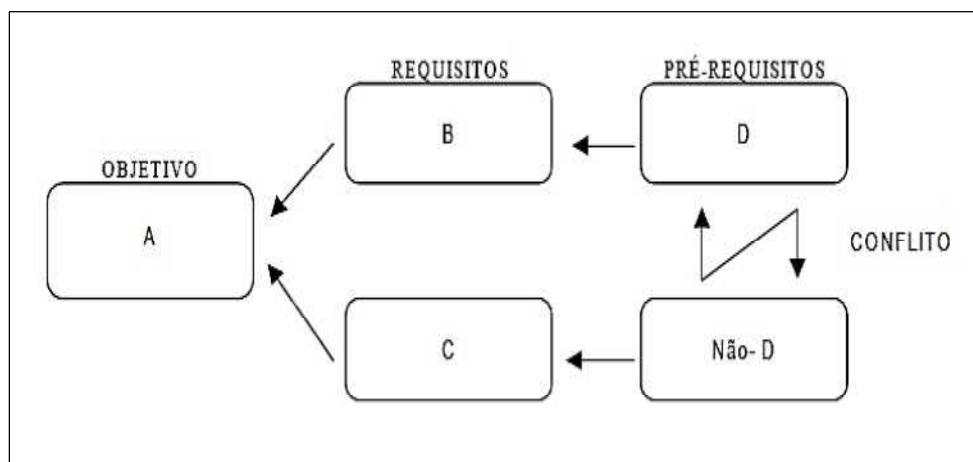 REQUISITOS
PRÉ-REQUISITOS
B
D
OBJETIVO
A
CONFLITO
C
Não- D